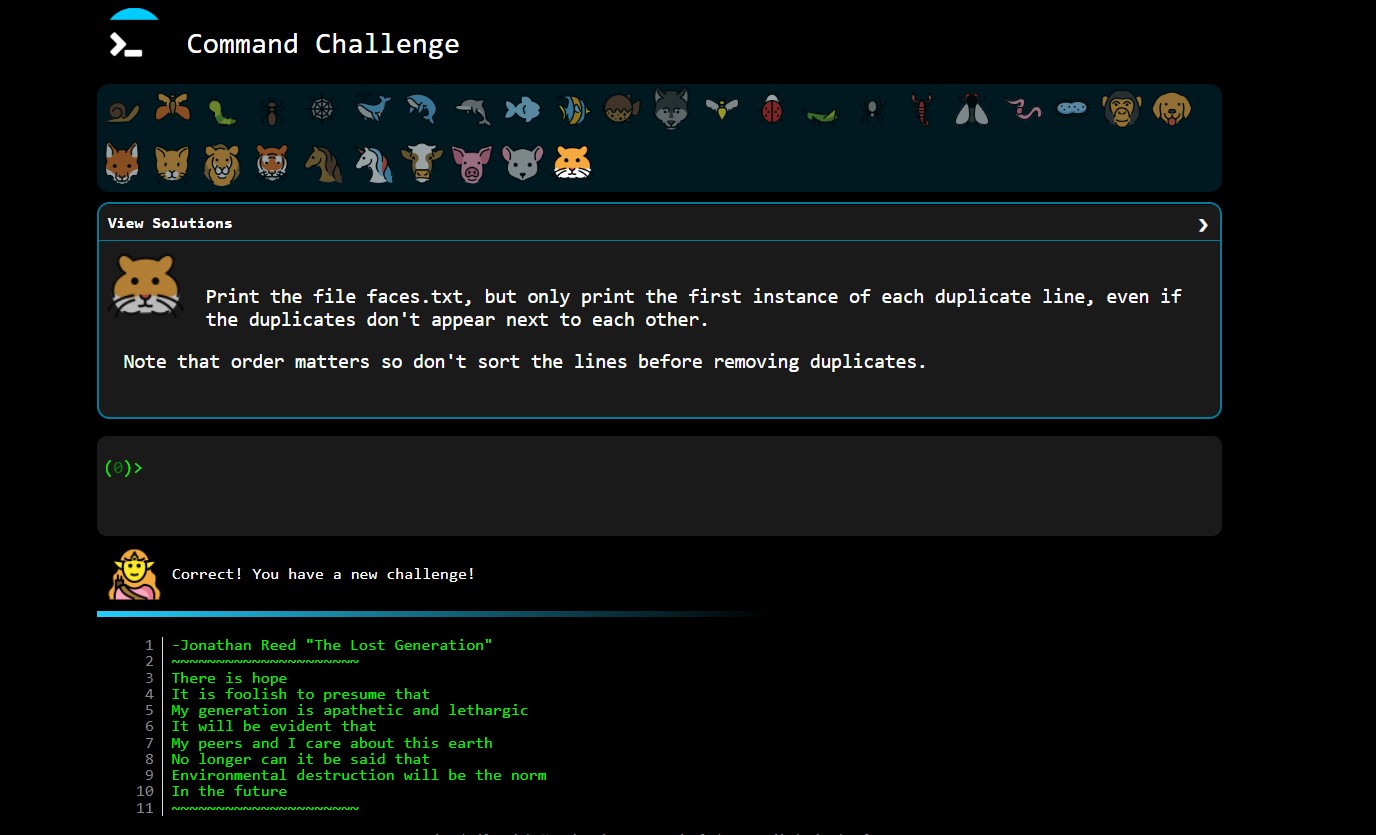 Command Challenge
View Solutions
Print the file faces.txt, but only print the first instance of each duplicate line, even if
the duplicates don't appear next to each other.
Note that order matters so don't sort the lines before removing duplicates.
(0)>
Correct! You have a new challenge!
1 -Jonathan Reed "The Lost Generation"
2 ~~~~~~~~~~~~~~~~~~~~~
3 There is hope
4 It is foolish to presume that
5 My generation is apathetic and lethargic
6 It will be evident that
7 My peers and I care about this earth
8 No longer can it be said that
9 Environmental destruction will be the norm
10 In the future
11 ~~~~~~~~~~~~~~~~~~~~~